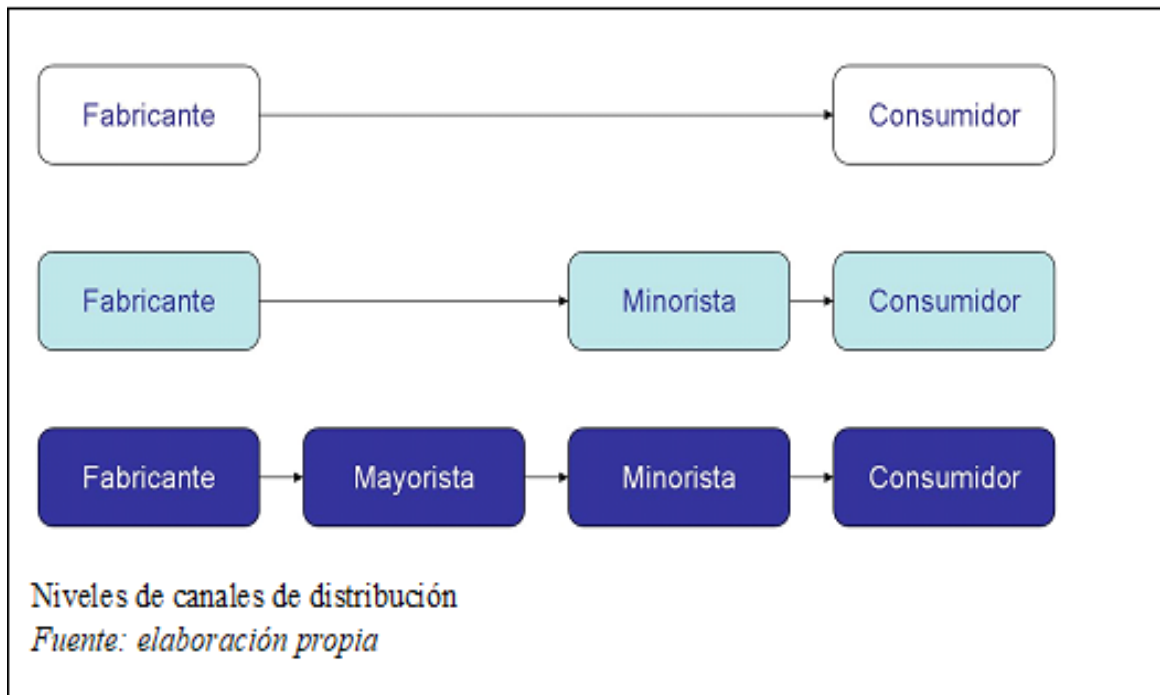 Fabricante Consumidor
Fabricante Minorista Consumidor
Fabricante Mayorista Minorista Consumidor
Niveles de canales de distribución
Fuente: elaboración propia